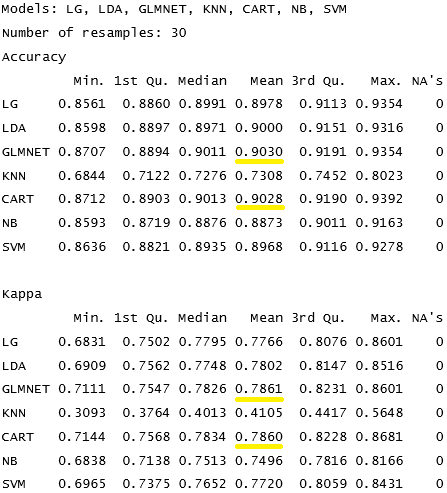 Models: LG, LDA, GLMNET, KNN, CART, NB, SVM
Number of resamples: 30
Accuracy
Min. 1st Qu. Median Mean 3rd Qu. Max. NA's
LG 0.8561 0.8860 0.8991 0.8978 0.9113 0.9354 0
LDA 0.8598 0.8897 0.8971 0.9000 0.9151 0.9316 0
GLMNET 0.8707 0.8894 0.9011 0.9030 0.9191 0.9354 0
KNN 0.6844 0.7122 0.7276 0.7308 0.7452 0.8023 0
CART 0.8712 0.8903 0.9013 0.9028 0.9190 0.9392 0
NB 0.8593 0.8719 0.8876 0.8873 0.9011 0.9163 0
SVM 0.8636 0.8821 0.8935 0.8968 0.9116 0.9278 0
Kappa
Min. 1st Qu. Median Mean 3rd Qu. Max. NA's
LG 0.6831 0.7502 0.7795 0.7766 0.8076 0.8601 0
LDA 0.6909 0.7562 0.7748 0.7802 0.8147 0.8516 0
GLMNET 0.7111 0.7547 0.7826 0.7861 0.8231 0.8601 0
KNN 0.3093 0.3764 0.4013 0.4105 0.4417 0.5648 0
CART 0.7144 0.7568 0.7834 0.7860 0.8228 0.8681 0
NB 0.6838 0.7138 0.7513 0.7496 0.7816 0.8166 0
SVM 0.6965 0.7375 0.7652 0.7720 0.8059 0.8431 0